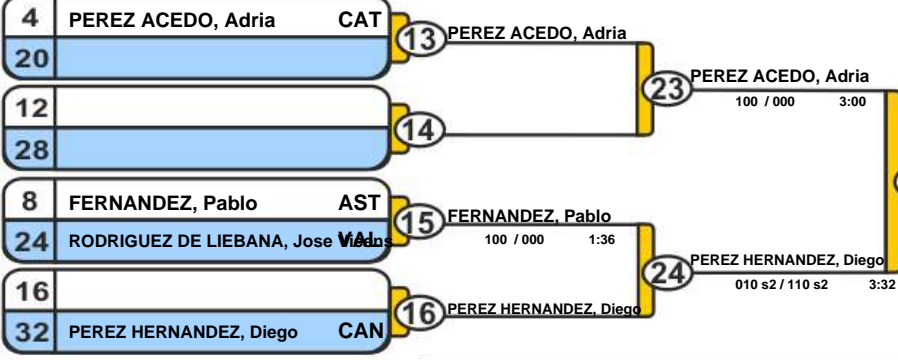 4 PEREZ ACEDO, Adria CAT
20
13 PEREZ ACEDO, Adria
12
28
14
23 PEREZ ACEDO, Adria
100 / 000 3:00
8 FERNANDEZ, Pablo AST
24 RODRIGUEZ DE LIEBANA, Jose Vicens VAL
15 FERNANDEZ, Pablo
100 / 000 1:36
16
32 PEREZ HERNANDEZ, Diego CAN
16 PEREZ HERNANDEZ, Diego
24 PEREZ HERNANDEZ, Diego
010 s2 / 110 s2 3:32